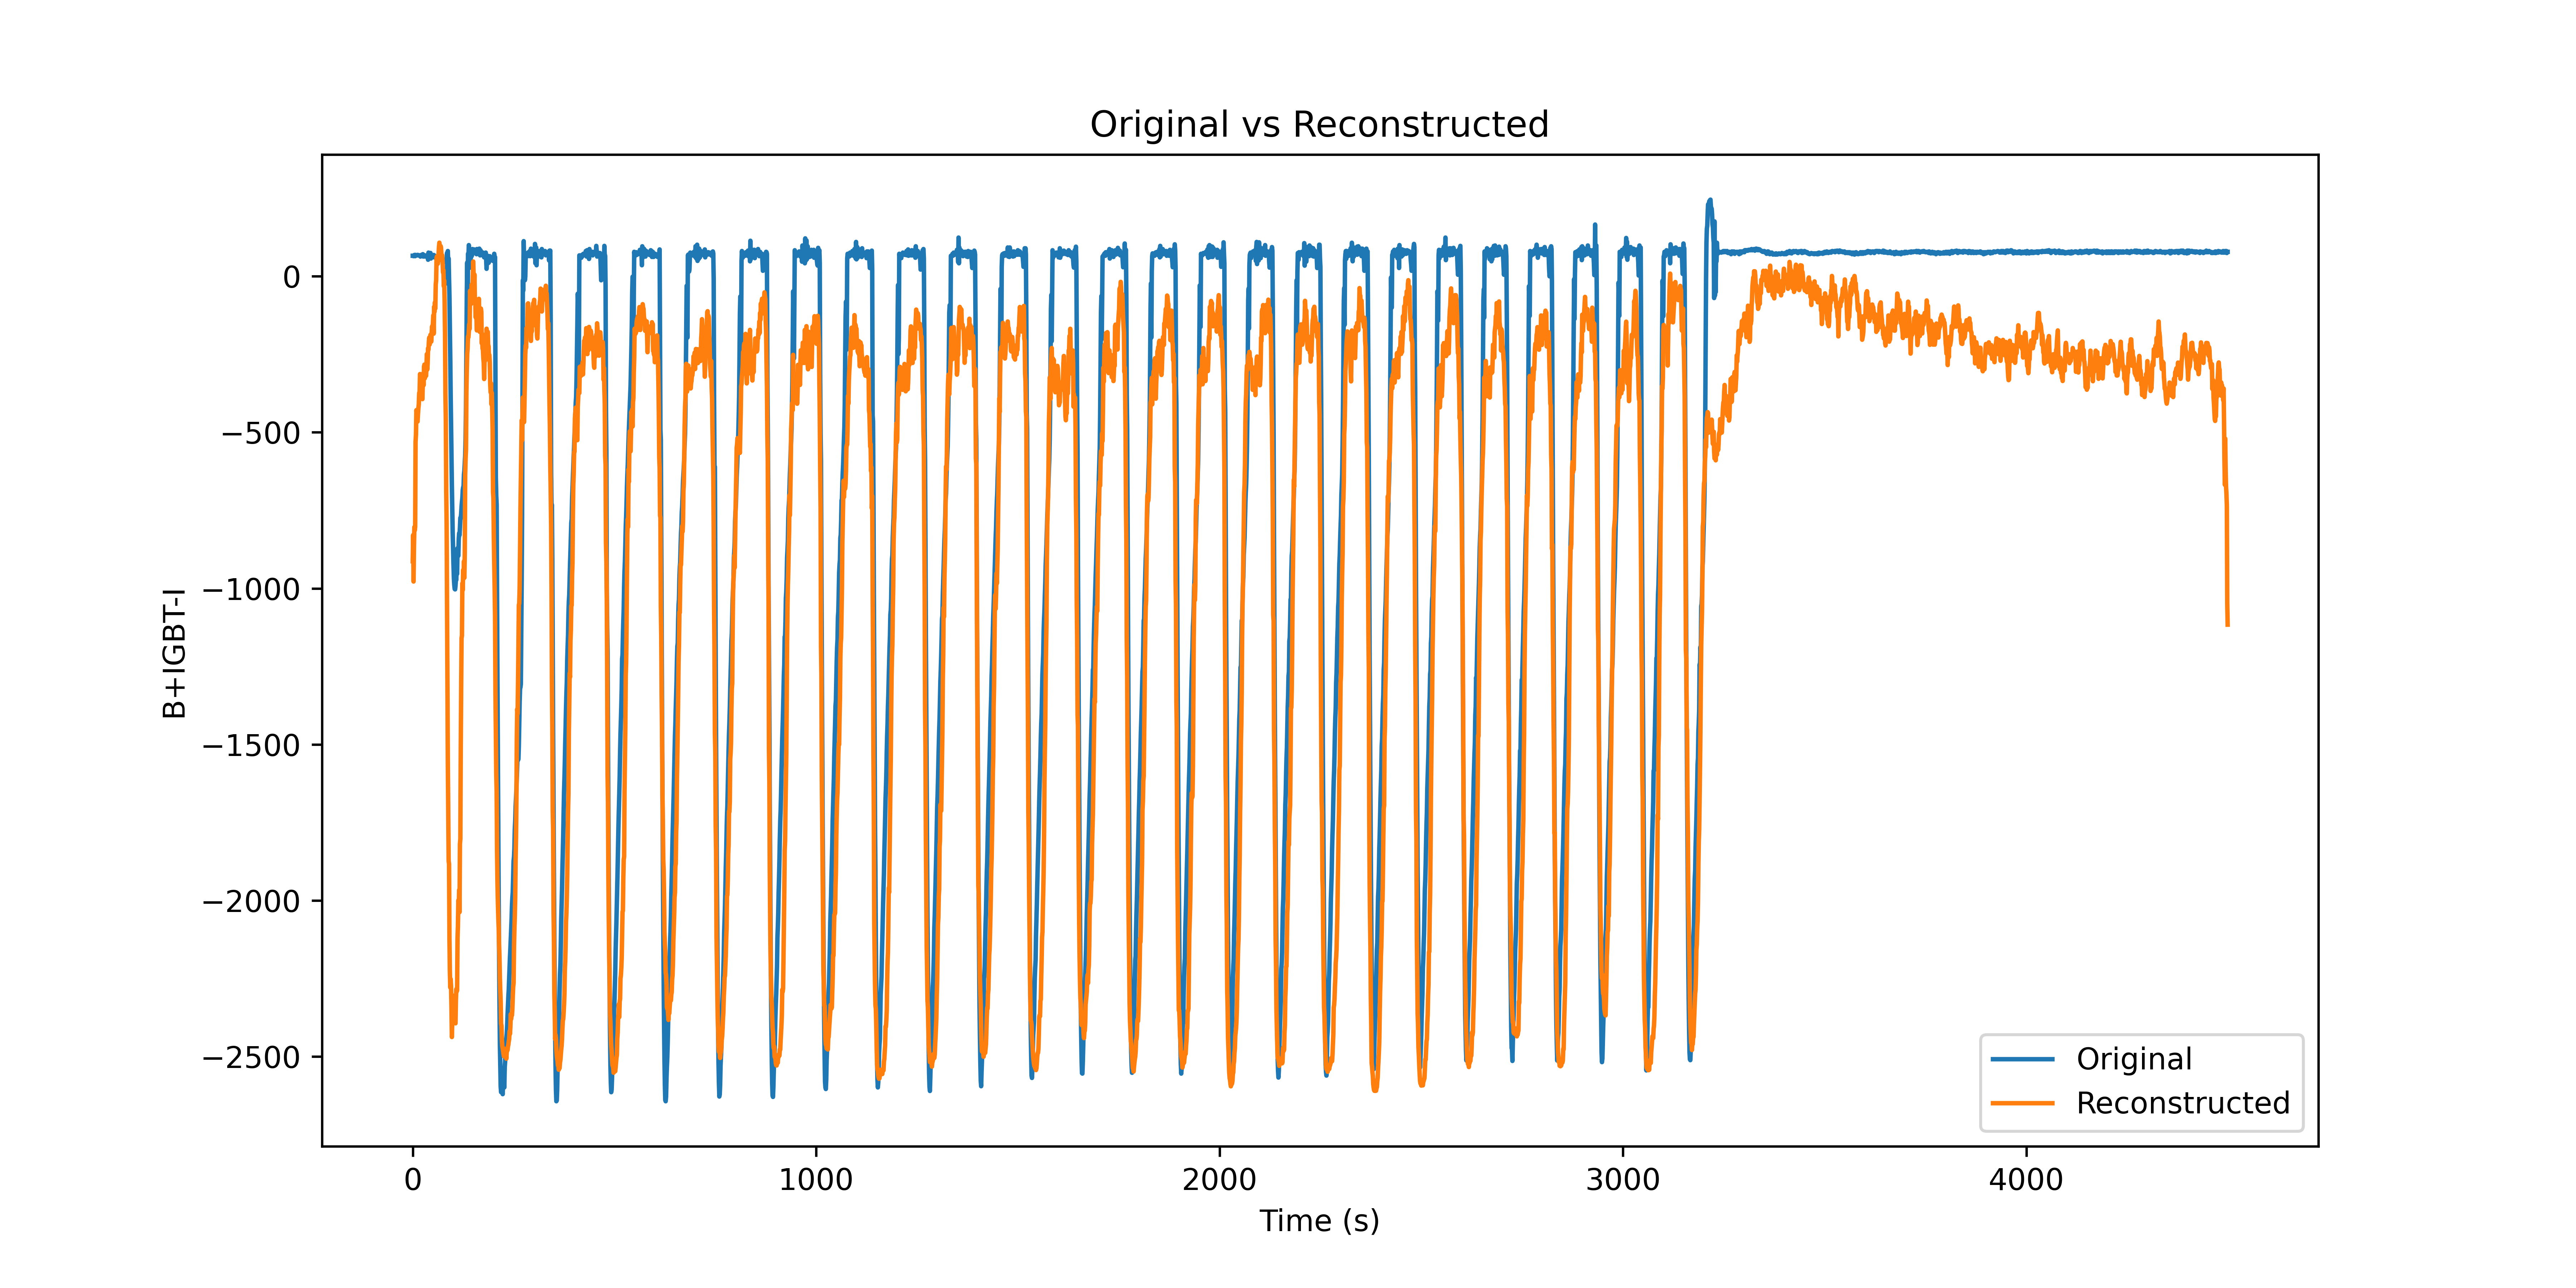 Original vs Reconstructed
B+IGBT-I
0
−500
−1000
−1500
−2000
−2500
0
1000
2000
3000
4000
Time (s)
Original
Reconstructed